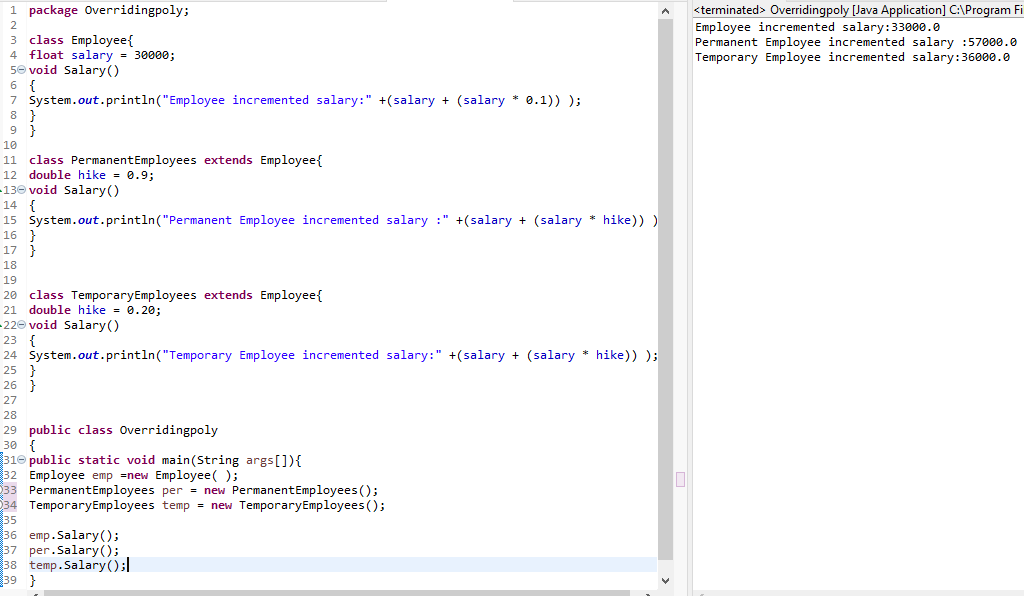 1 package Overridingpoly;
2
3 class Employee{
4 float salary = 30000;
5 void Salary()
6 {
7 System.out.println("Employee incremented salary:" +(salary + (salary * 0.1)) );
8 }
9 }
10
11 class PermanentEmployees extends Employee{
12 double hike = 0.9;
13 void Salary()
14 {
15 System.out.println("Permanent Employee incremented salary :" +(salary + (salary * hike)) )
16 }
17 }
18
19
20 class TemporaryEmployees extends Employee{
21 double hike = 0.20;
22 void Salary()
23 {
24 System.out.println("Temporary Employee incremented salary:" +(salary + (salary * hike)) );
25 }
26 }
27
28
29 public class Overridingpoly
30 {
31 public static void main(String args[]){
32 Employee emp =new Employee( );
33 PermanentEmployees per = new PermanentEmployees();
34 TemporaryEmployees temp = new TemporaryEmployees();
35
36 emp.Salary();
37 per.Salary();
38 temp.Salary();
39 }
<terminated> Overridingpoly [Java Application] C:\Program Fi
Employee incremented salary:33000.0
Permanent Employee incremented salary :57000.0
Temporary Employee incremented salary:36000.0